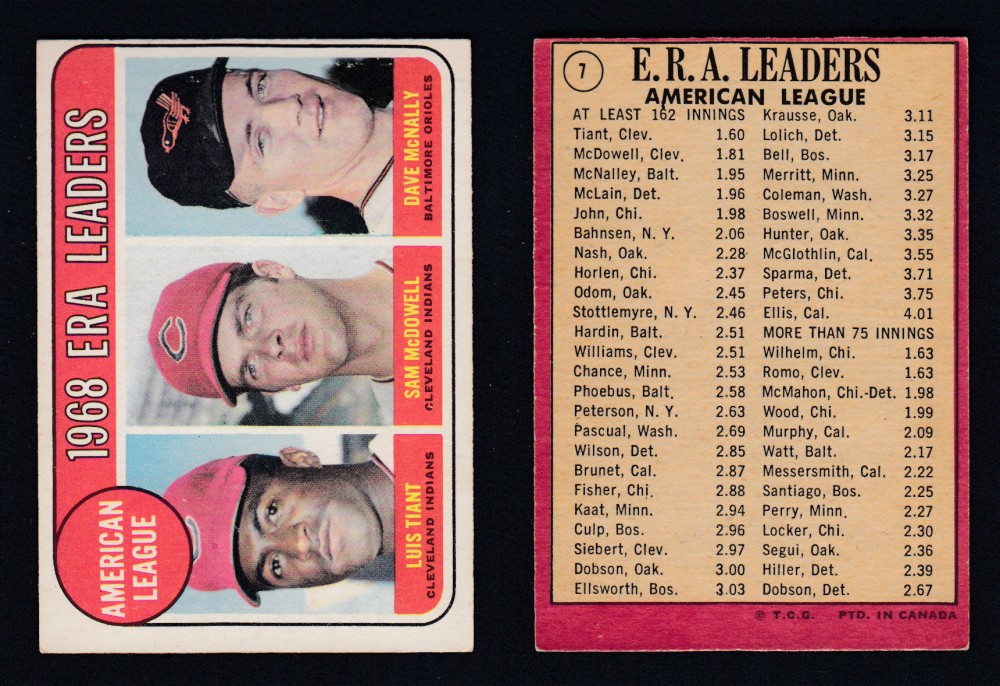 1968 ERA LEADERS
AMERICAN
LEAGUE
LUIS TIANT
CLEVELAND INDIANS
SAM McDOWELL
CLEVELAND INDIANS
DAVE McNALLY
BALTIMORE ORIOLES
C
7
E.R.A. LEADERS
AMERICAN LEAGUE
AT LEAST 162 INNINGS
Tiant, Clev. 1.60
McDowell, Clev. 1.81
McNalley, Balt. 1.95
McLain, Det. 1.96
John, Chi. 1.98
Bahnsen, N. Y. 2.06
Nash, Oak. 2.28
Horlen, Chi. 2.37
Odom, Oak. 2.45
Stottlemyre, N. Y. 2.46
Hardin, Balt. 2.51
Williams, Clev. 2.51
Chance, Minn. 2.53
Phoebus, Balt. 2.58
Peterson, N. Y. 2.63
Pascual, Wash. 2.69
Wilson, Det. 2.85
Brunet, Cal. 2.87
Fisher, Chi. 2.88
Kaat, Minn. 2.94
Culp, Bos. 2.96
Siebert, Clev. 2.97
Dobson, Oak. 3.00
Ellsworth, Bos. 3.03
Krausse, Oak. 3.11
Lolich, Det. 3.15
Bell, Bos. 3.17
Merritt, Minn. 3.25
Coleman, Wash. 3.27
Boswell, Minn. 3.32
Hunter, Oak. 3.35
McGlothlin, Cal. 3.55
Sparma, Det. 3.71
Peters, Chi. 3.75
Ellis, Cal. 4.01
MORE THAN 75 INNINGS
Wilhelm, Chi. 1.63
Romo, Clev. 1.63
McMahon, Chi.-Det. 1.98
Wood, Chi. 1.99
Murphy, Cal. 2.09
Watt, Balt. 2.17
Messersmith, Cal. 2.22
Santiago, Bos. 2.25
Perry, Minn. 2.27
Locker, Chi. 2.30
Segui, Oak. 2.36
Hiller, Det. 2.39
Dobson, Det. 2.67
© T.C.G. PTD. IN CANADA